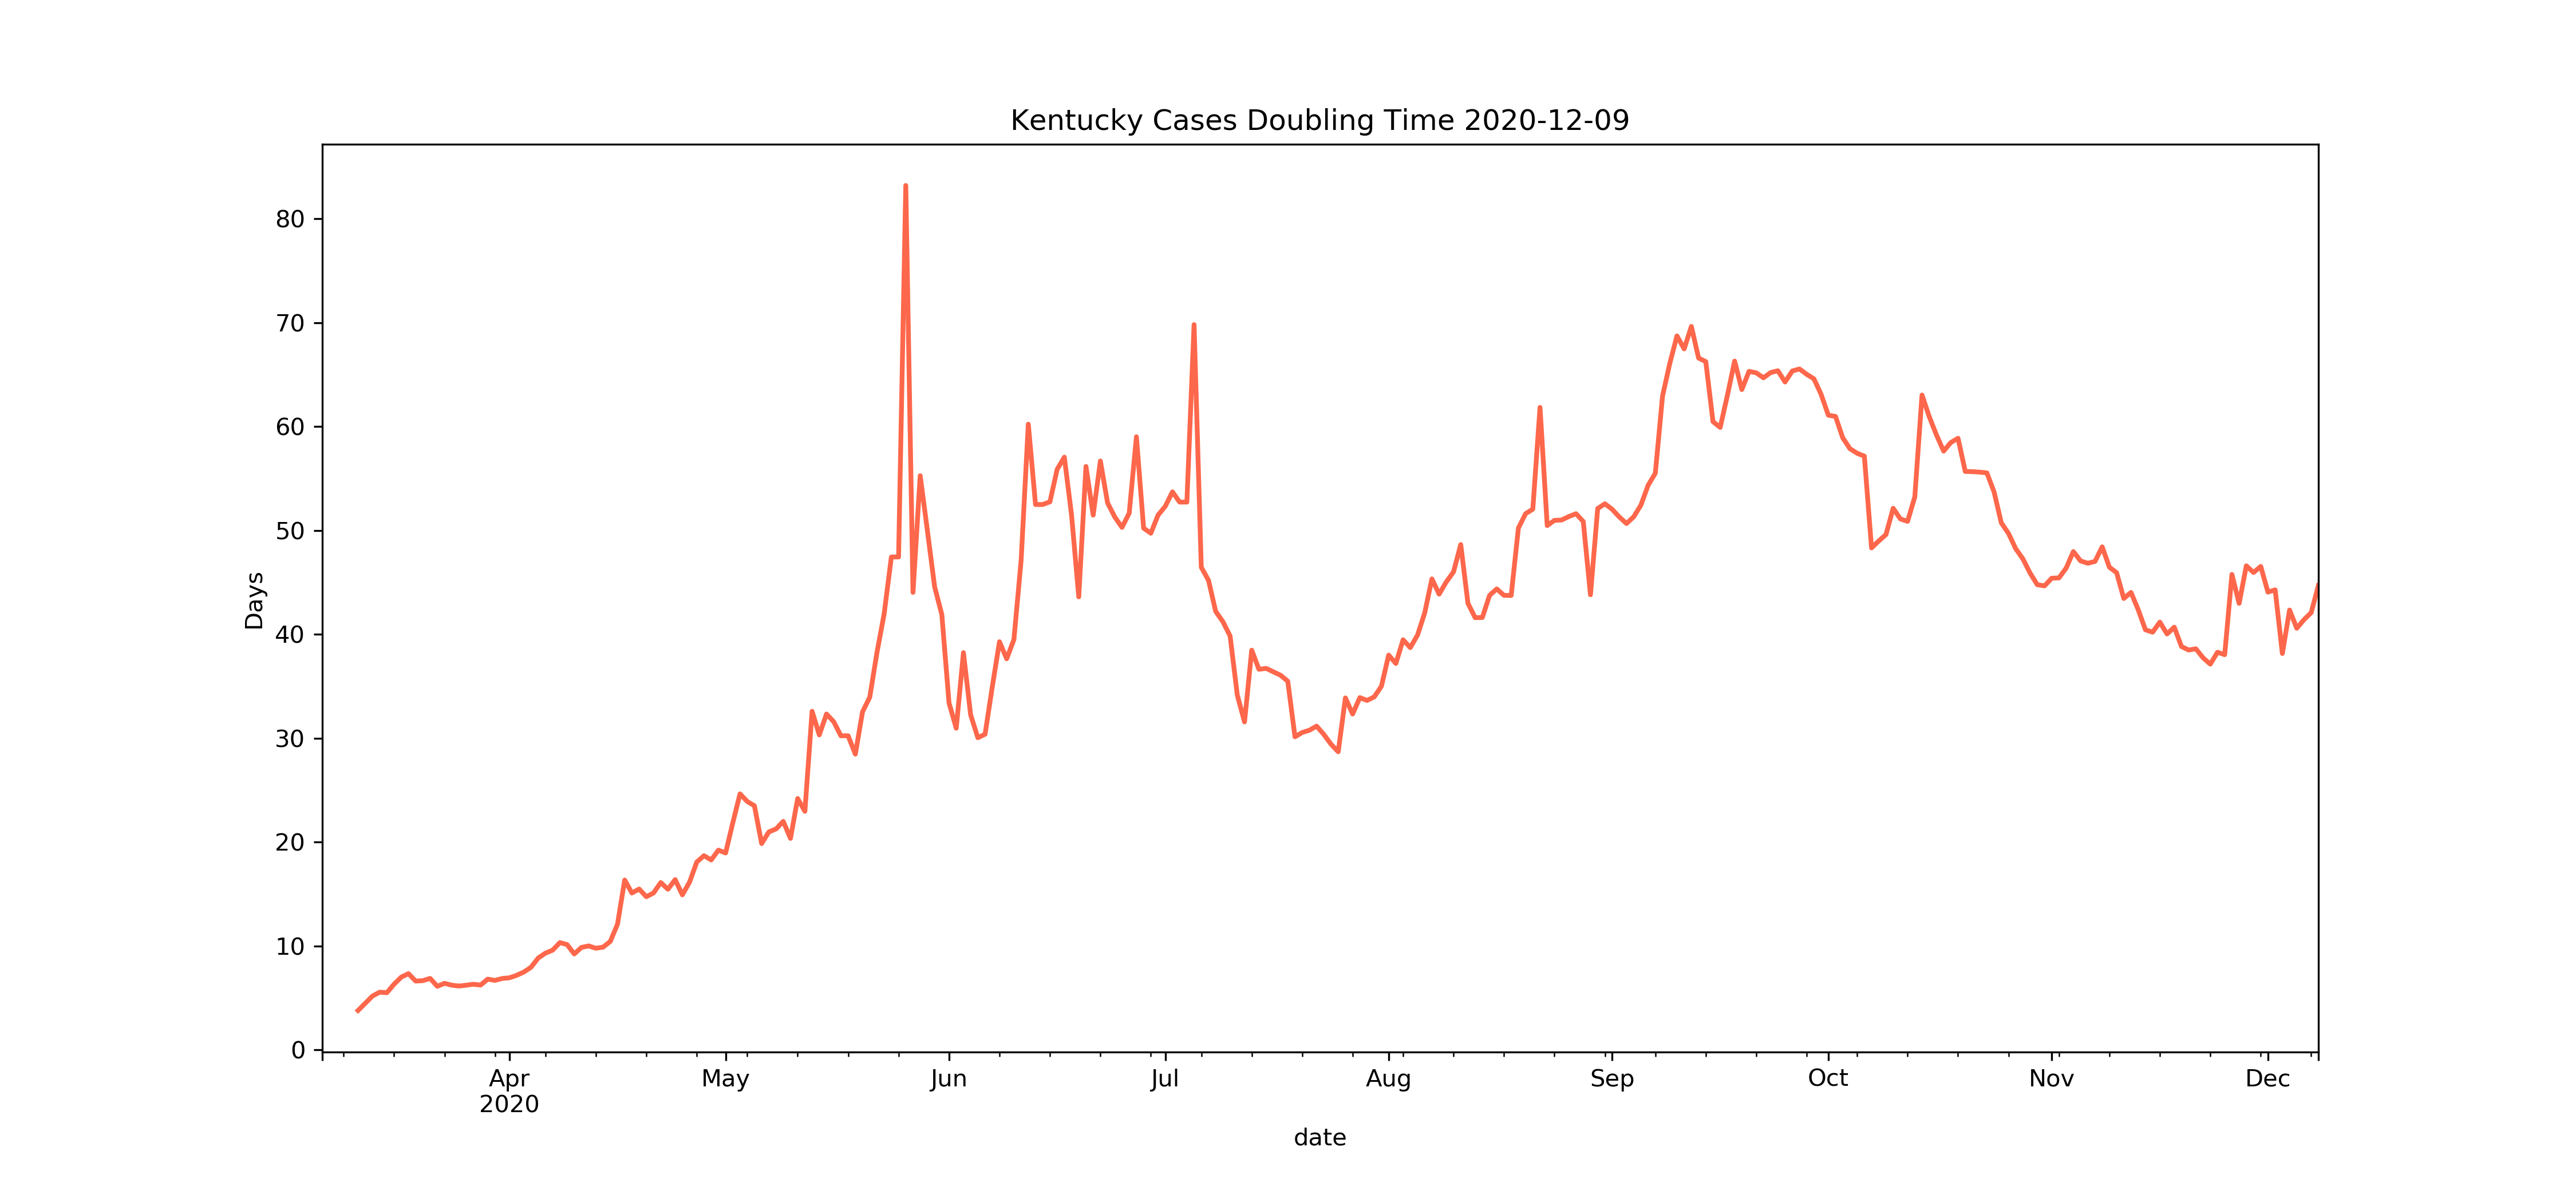 Kentucky Cases Doubling Time 2020-12-09
80
70
60
50
40
30
20
10
0
Days
Apr May Jun Jul Aug Sep Oct Nov Dec
2020
date